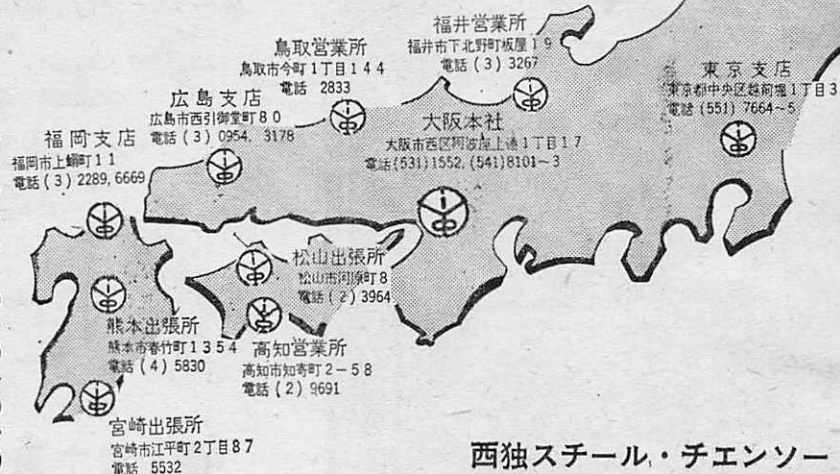 福井営業所
福井市下北野町板屋19
電話(3)3267
鳥取営業所
鳥取市今町1丁目144
電話 2833
東京支店
東京都中央区越前堀1丁目3
電話(551)7664~5
広島支店
広島市西引御堂町80
電話(3)0954, 3178
大阪本社
大阪市西区阿波座上通1丁目17
電話(531)1552,(541)8101~3
福岡支店
福岡市上鰯町11
電話(3)2289,6669
松山出張所
松山市河原町8
電話(2)3964
熊本出張所
熊本市春竹町1354
電話(4)5830
高知営業所
高知市知寄町2-58
電話(2)9691
宮崎出張所
宮崎市江平町2丁目87
電話 5532
西独スチール・チエンソー